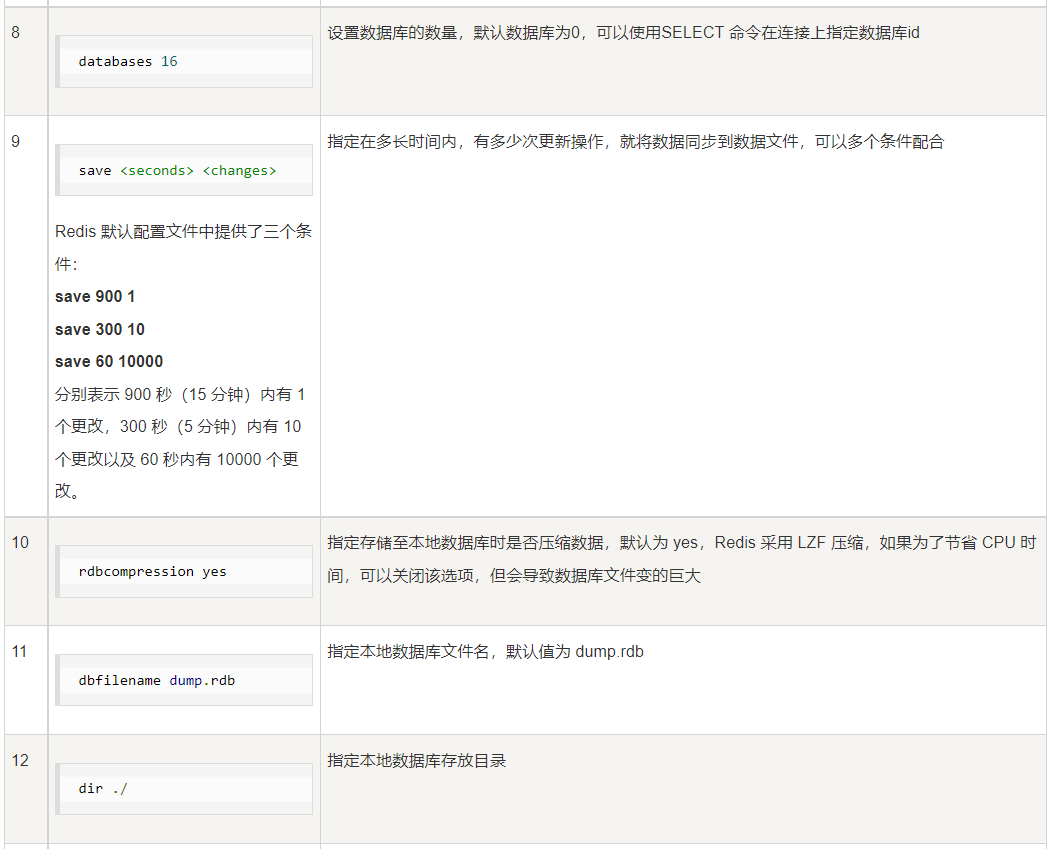 8
databases 16
设置数据库的数量，默认数据库为0，可以使用SELECT 命令在连接上指定数据库id
9
save <seconds> <changes>
Redis 默认配置文件中提供了三个条
件：
save 900 1
save 300 10
save 60 10000
分别表示 900 秒（15 分钟）内有 1
个更改，300 秒（5 分钟）内有 10
个更改以及 60 秒内有 10000 个更
改。
指定在多长时间内，有多少次更新操作，就将数据同步到数据文件，可以多个条件配合
10
rdbcompression yes
指定存储至本地数据库时是否压缩数据，默认为 yes，Redis 采用 LZF 压缩，如果为了节省 CPU 时
间，可以关闭该选项，但会导致数据库文件变的巨大
11
dbfilename dump.rdb
指定本地数据库文件名，默认值为 dump.rdb
12
dir ./
指定本地数据库存放目录